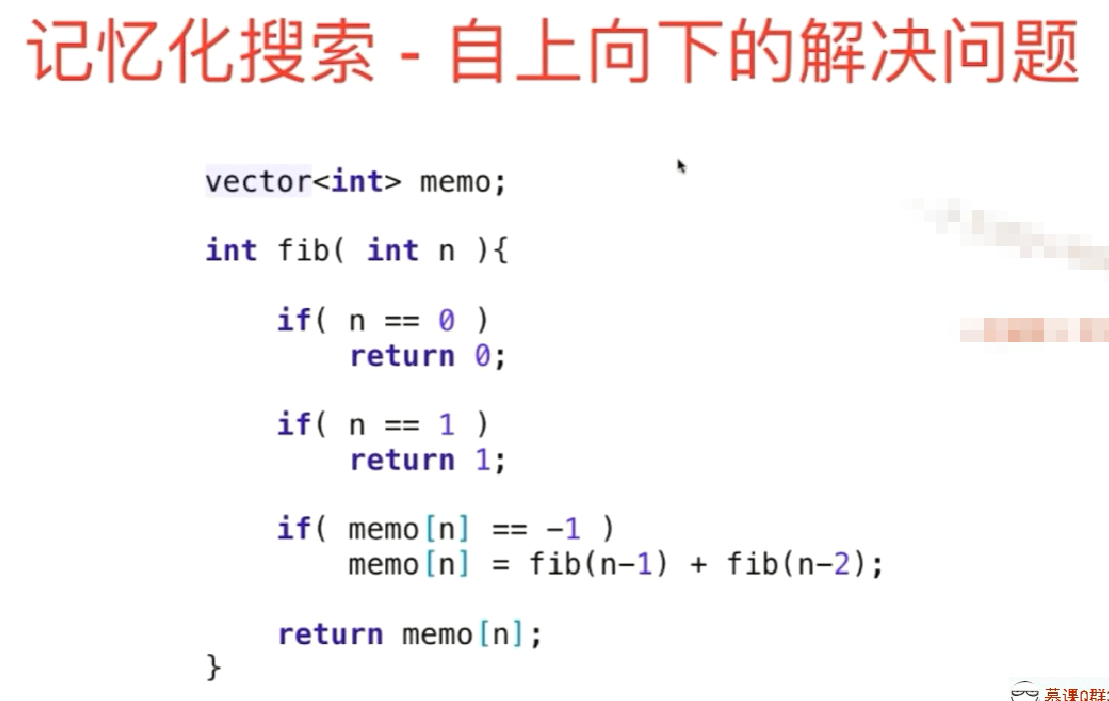 记忆化搜索 - 自上向下的解决问题
vector<int> memo;
int fib( int n ){
if( n == 0 )
return 0;
if( n == 1 )
return 1;
if( memo[n] == -1 )
memo[n] = fib(n-1) + fib(n-2);
return memo[n];
}
慕课Q群